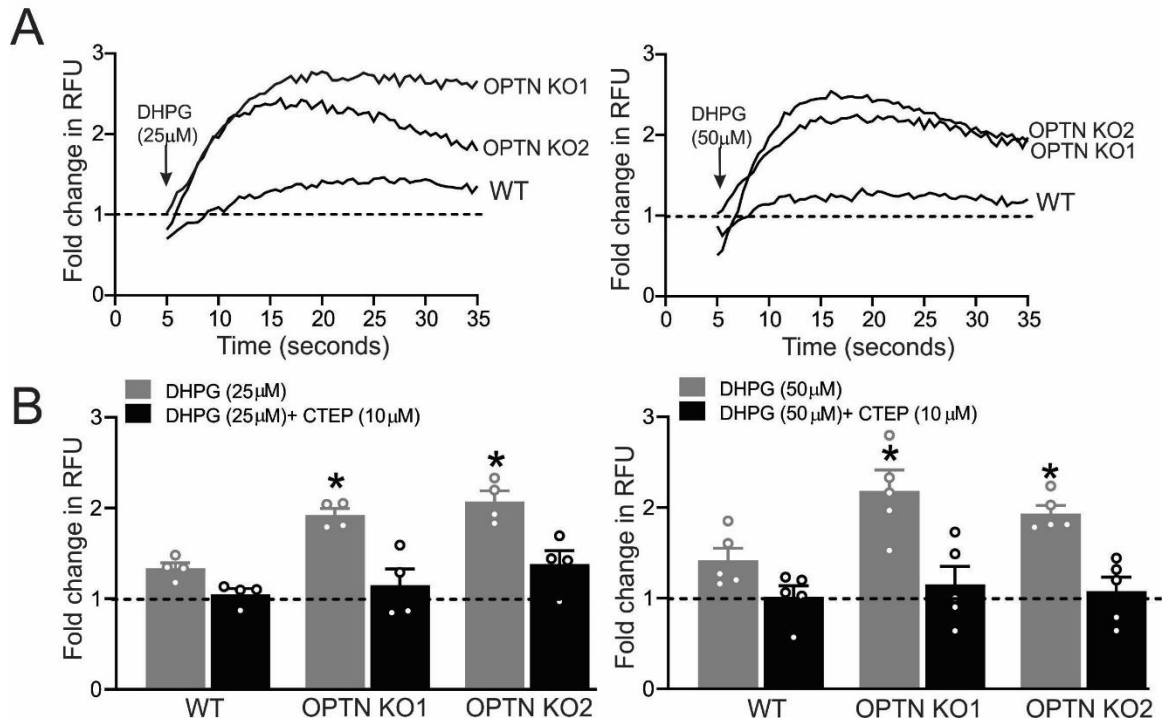 A
Fold change in RFU
3
2
1
0
DHPG
(25μM)
OPTN KO1
OPTN KO2
WT
0 5 10 15 20 25 30 35
Time (seconds)
Fold change in RFU
3
2
1
0
DHPG
(50μM)
OPTN KO2
OPTN KO1
WT
0 5 10 15 20 25 30 35
Time (seconds)
B
DHPG (25μM)
DHPG (25μM)+ CTEP (10μM)
Fold change in RFU
3
2
1
0
*
*
WT OPTN KO1 OPTN KO2
DHPG (50μM)
DHPG (50μM)+ CTEP (10μM)
Fold change in RFU
3
2
1
0
*
*
WT OPTN KO1 OPTN KO2